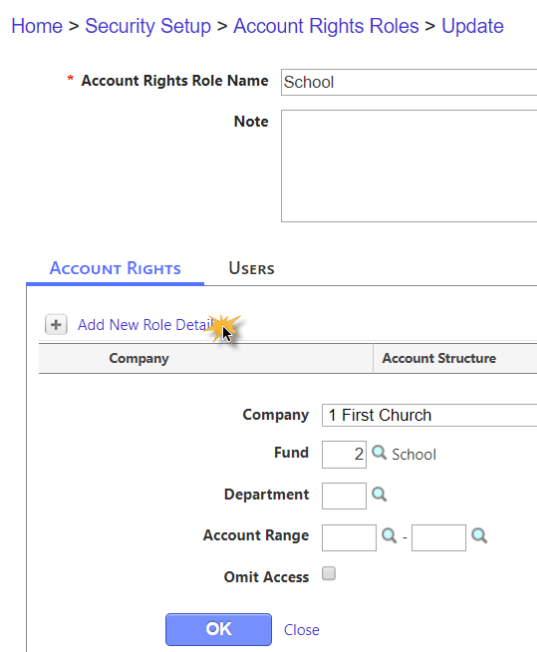 Home > Security Setup > Account Rights Roles > Update
* Account Rights Role Name School
Note
Account Rights Users
+ Add New Role Detail
Company Account Structure
Company 1 First Church
Fund 2 School
Department
Account Range -
Omit Access
OK Close